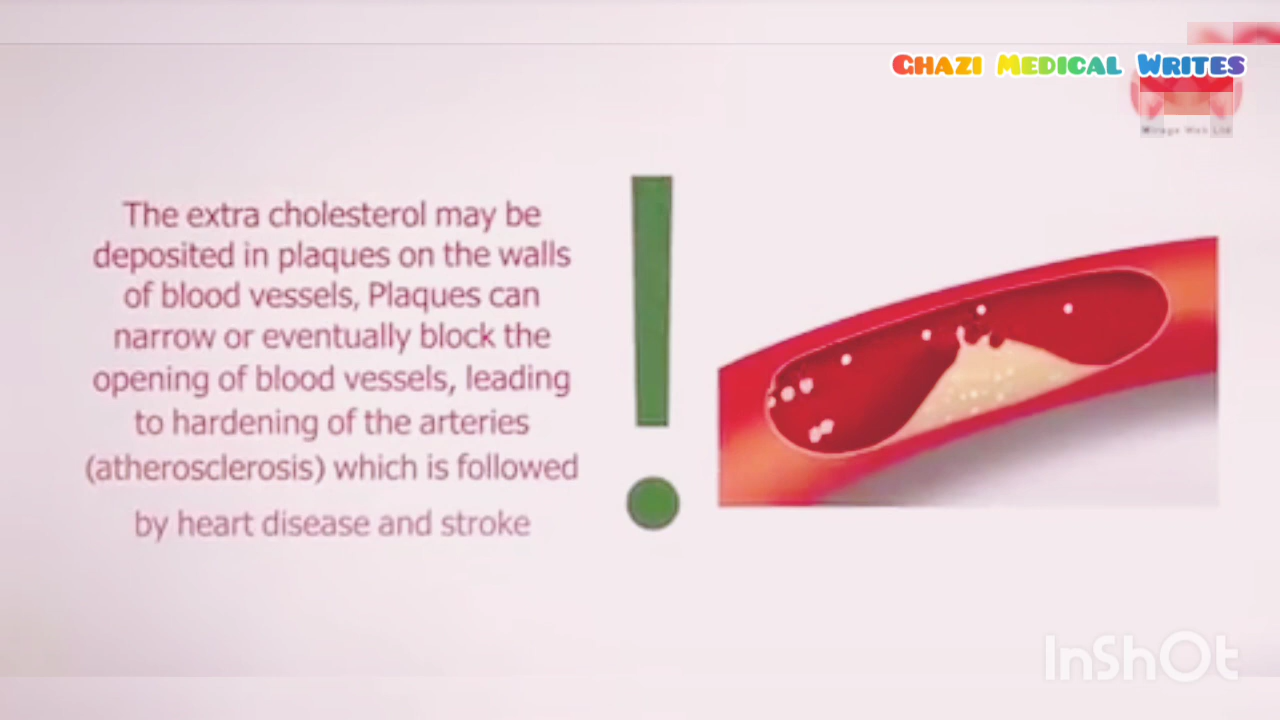 GHAZI MEDICAL WRITES
The extra cholesterol may be
deposited in plaques on the walls
of blood vessels, Plaques can
narrow or eventually block the
opening of blood vessels, leading
to hardening of the arteries
(atherosclerosis) which is followed
by heart disease and stroke
InShOt